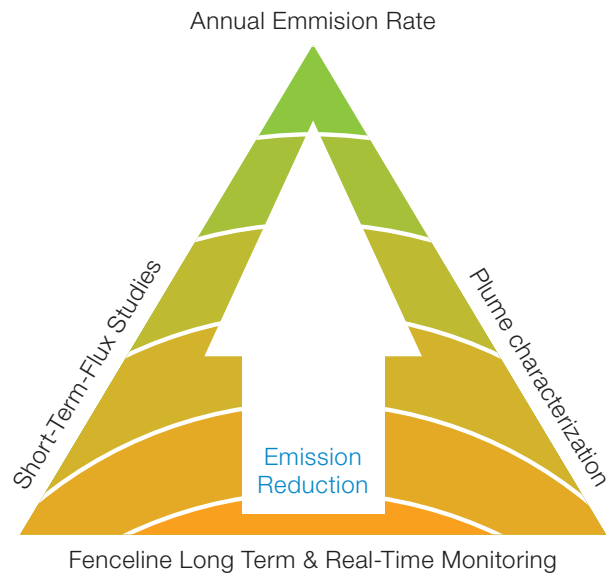 Annual Emmision Rate
Short-Term-Flux Studies
Plume characterization
Emission
Reduction
Fenceline Long Term & Real-Time Monitoring